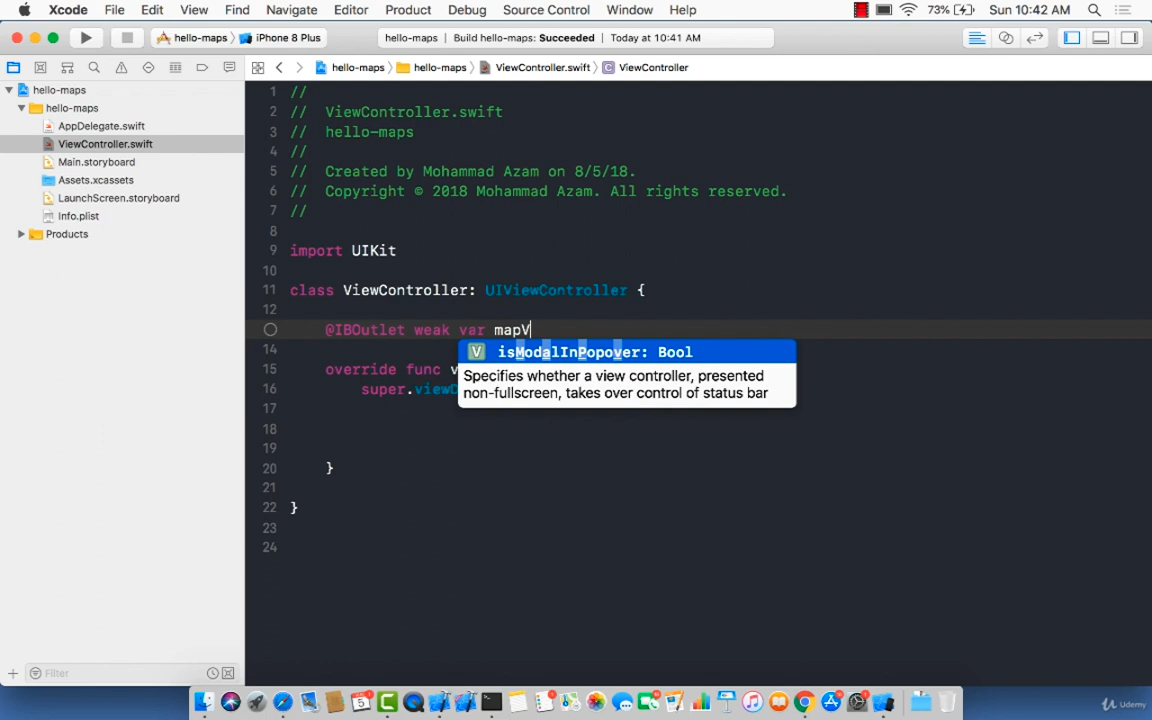 Xcode File Edit View Find Navigate Editor Product Debug Source Control Window Help 73% Sun 10:42 AM
hello-maps iPhone 8 Plus hello-maps | Build hello-maps: Succeeded | Today at 10:41 AM
hello-maps hello-maps ViewController.swift ViewController
hello-maps
hello-maps
AppDelegate.swift
ViewController.swift
Main.storyboard
Assets.xcassets
LaunchScreen.storyboard
Info.plist
Products
1 //
2 // ViewController.swift
3 // hello-maps
4 //
5 // Created by Mohammad Azam on 8/5/18.
6 // Copyright © 2018 Mohammad Azam. All rights reserved.
7 //
8
9 import UIKit
10
11 class ViewController: UIViewController {
12
@IBOutlet weak var mapV
V isModalInPopover: Bool
Specifies whether a view controller, presented
non-fullscreen, takes over control of status bar
14
15 override func v
16 super.viewD
17
18
19
20 }
21
22 }
23
24
Filter
5
Udemy